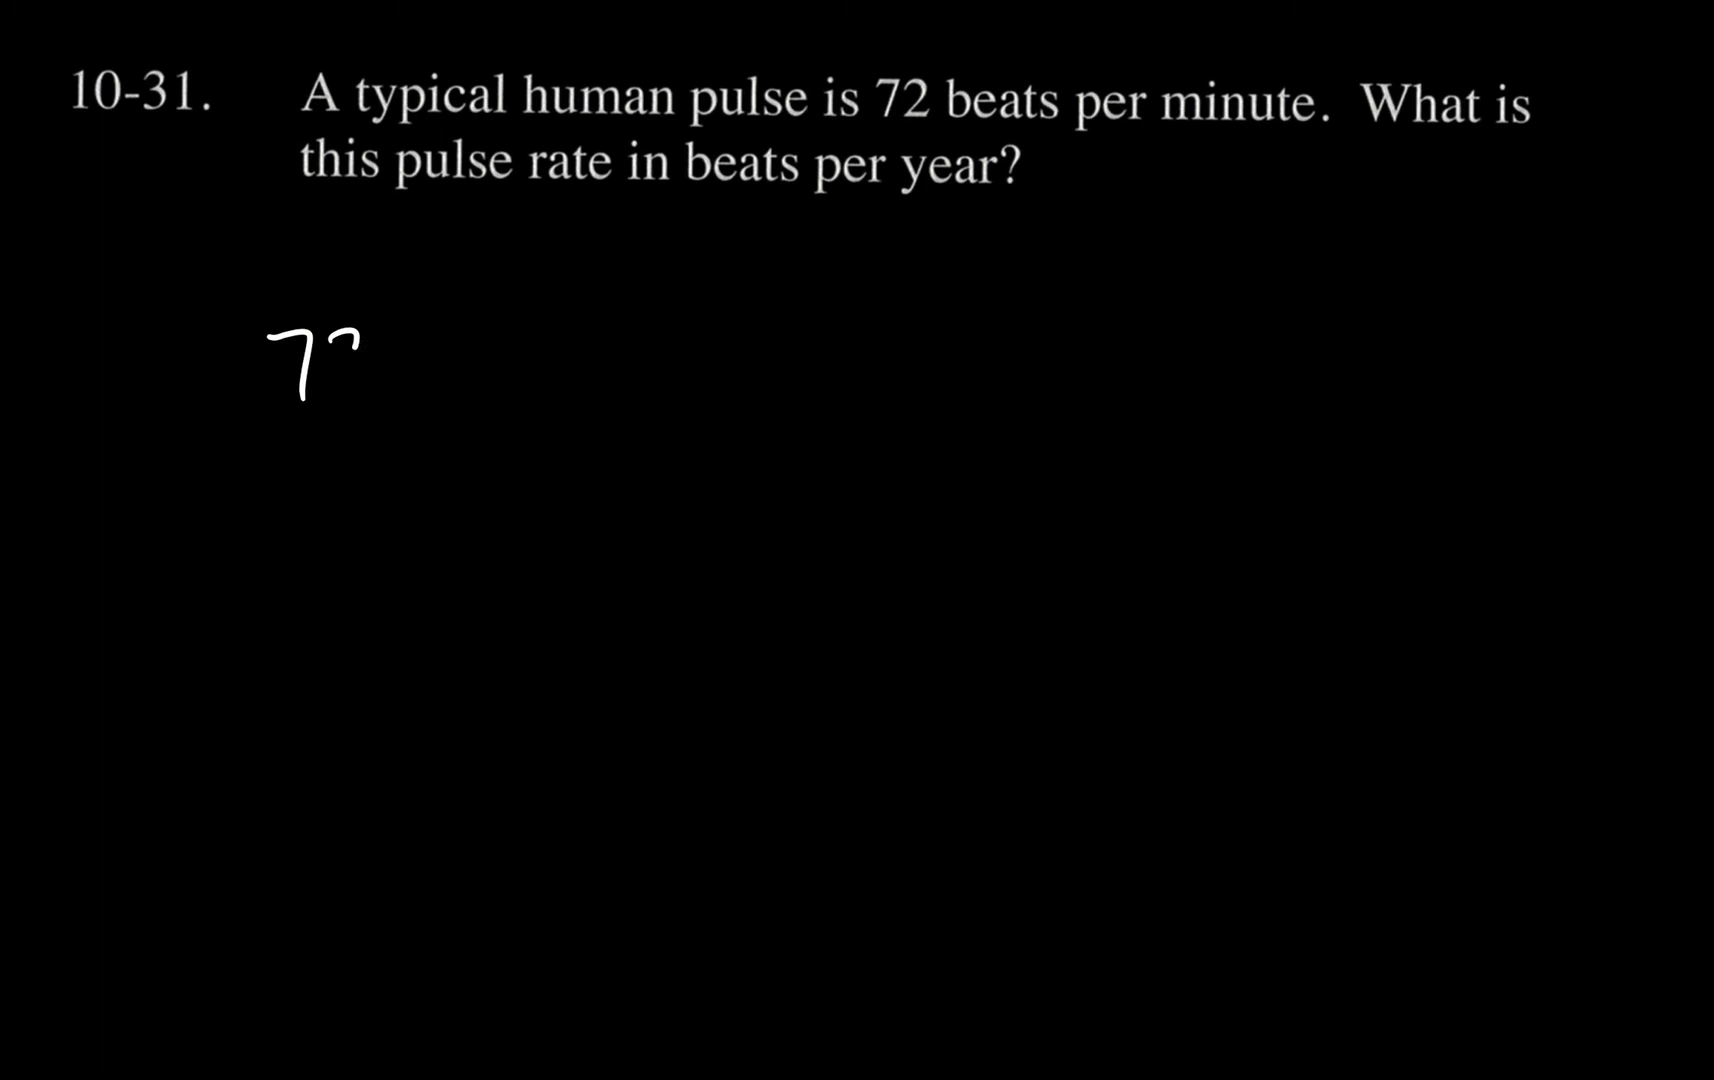 10-31. A typical human pulse is 72 beats per minute. What is
this pulse rate in beats per year?
7